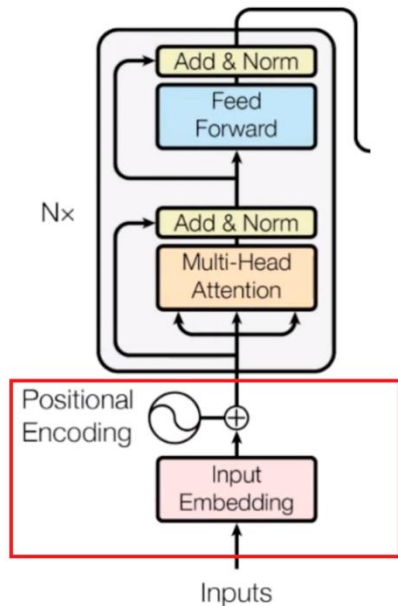 Add & Norm
Feed
Forward
N×
Add & Norm
Multi-Head
Attention
Positional
Encoding
Input
Embedding
Inputs